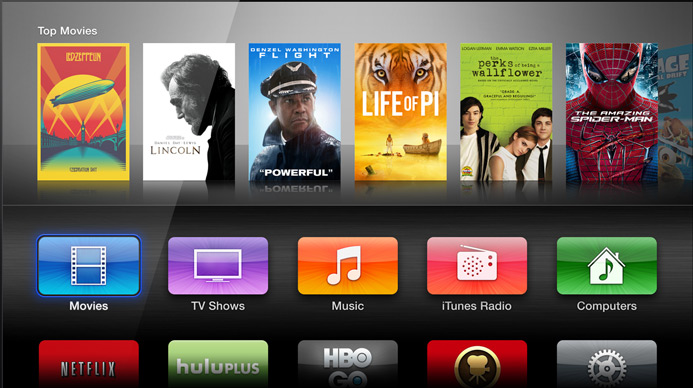 Top Movies
LED-ZEPPELIN
CELEBRATION DAY
DANIEL DAY-LEWIS
LINCOLN
DENZEL WASHINGTON
FLIGHT
"POWERFUL"
LIFE OF PI
LOGAN LERMAN EMMA WATSON EZRA MILLER
the
perks of being a
wallflower
THE AMAZING
SPIDER-MAN
AGE
DRIFT
Movies
TV Shows
Music
iTunes Radio
Computers
NETFLIX
huluPLUS
HBO
GO